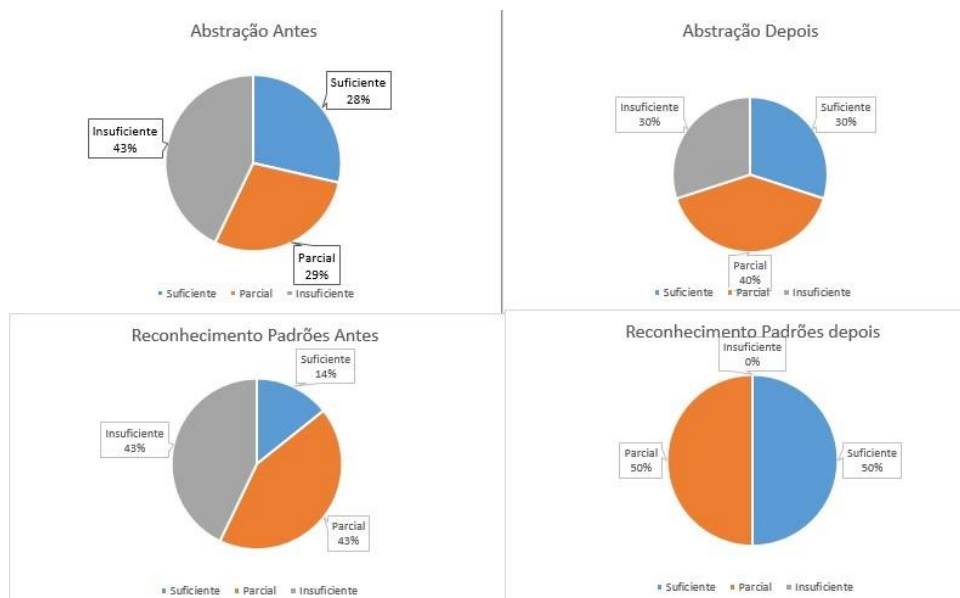 Abstração Antes
Suficiente
28%
Insuficiente
43%
Parcial
29%
Suficiente Parcial Insuficiente
Abstração Depois
Insuficiente
30%
Suficiente
30%
Parcial
40%
Suficiente Parcial Insuficiente
Reconhecimento Padrões Antes
Suficiente
14%
Insuficiente
43%
Parcial
43%
Suficiente Parcial Insuficiente
Reconhecimento Padrões depois
Insuficiente
0%
Parcial
50%
Suficiente
50%
Suficiente Parcial Insuficiente